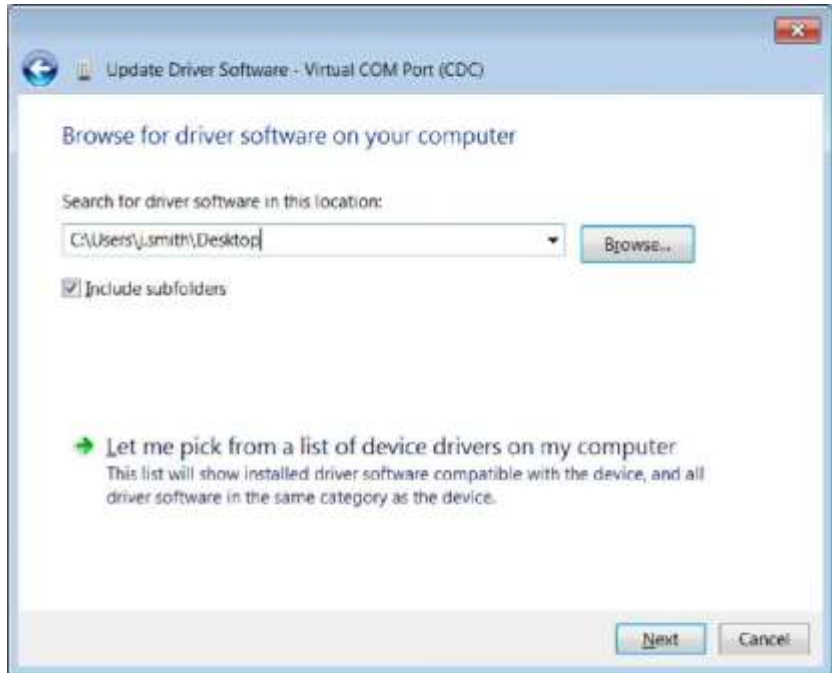 Update Driver Software - Virtual COM Port (CDC)
Browse for driver software on your computer
Search for driver software in this location:
C:\Users\j.smith\Desktop
Browse...
Include subfolders
Let me pick from a list of device drivers on my computer
This list will show installed driver software compatible with the device, and all
driver software in the same category as the device.
Next
Cancel